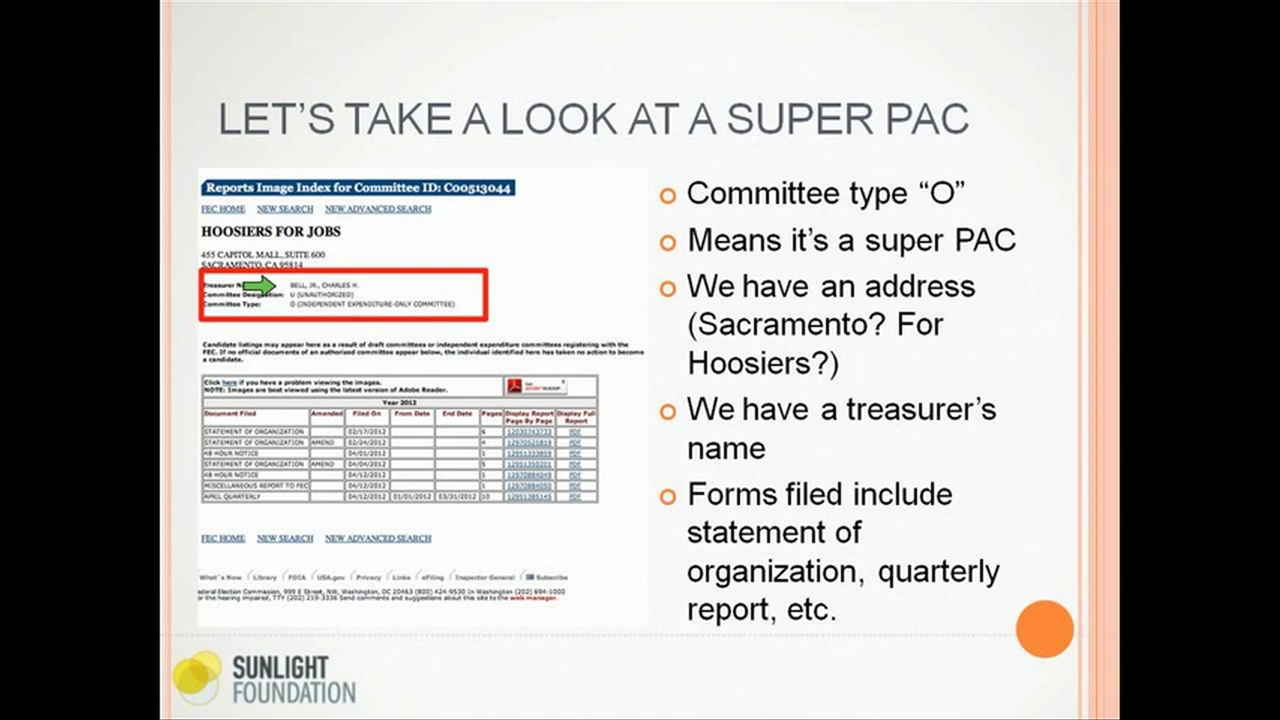 LET'S TAKE A LOOK AT A SUPER PAC
Reports Image Index for Committee ID: C00513044
FEC HOME NEW SEARCH NEW ADVANCED SEARCH
HOOSIERS FOR JOBS
455 CAPITOL MALL, SUITE 600
SACRAMENTO, CA 95814
Treasurer N BELL, JR., CHARLES H.
Committee Designation: U (UNAUTHORIZED)
Committee Type: O (INDEPENDENT EXPENDITURE-ONLY COMMITTEE)
Candidate listings may appear here as a result of draft committees or independent expenditure committees registering with the
FEC. If no official documents of an authorized committee appear below, the individual identified here has taken no action to become
a candidate.
Click here if you have a problem viewing the images.
NOTE: Images are best viewed using the latest version of Adobe Reader.
Year 2012
Document Filed Amended Filed On From Date End Date Pages Display Report Page By Page Display Full Report
STATEMENT OF ORGANIZATION 02/17/2012 6 12030743733 PDF
STATEMENT OF ORGANIZATION AMEND 02/24/2012 4 12970521819 PDF
48 HOUR NOTICE 04/01/2012 1 12951333859 PDF
STATEMENT OF ORGANIZATION AMEND 04/04/2012 5 12951350201 PDF
48 HOUR NOTICE 04/12/2012 1 PDF
MISCELLANEOUS REPORT TO FEC 04/12/2012 1 PDF
APRIL QUARTERLY 04/12/2012 01/01/2012 03/31/2012 10 12951385145 PDF
FEC HOME NEW SEARCH NEW ADVANCED SEARCH
What's New Library FOIA USA.gov Privacy Links eFiling Inspector General Subscribe
ederal Election Commission, 999 E Street, NW, Washington, DC 20463 (800) 424-9530 In Washington (202) 694-1000
or the hearing impaired, TTY (202) 219-3336 Send comments and suggestions about this site to the web manager.
Committee type “O”
Means it's a super PAC
We have an address
(Sacramento? For
Hoosiers?)
We have a treasurer's
name
Forms filed include
statement of
organization, quarterly
report, etc.
SUNLIGHT
FOUNDATION